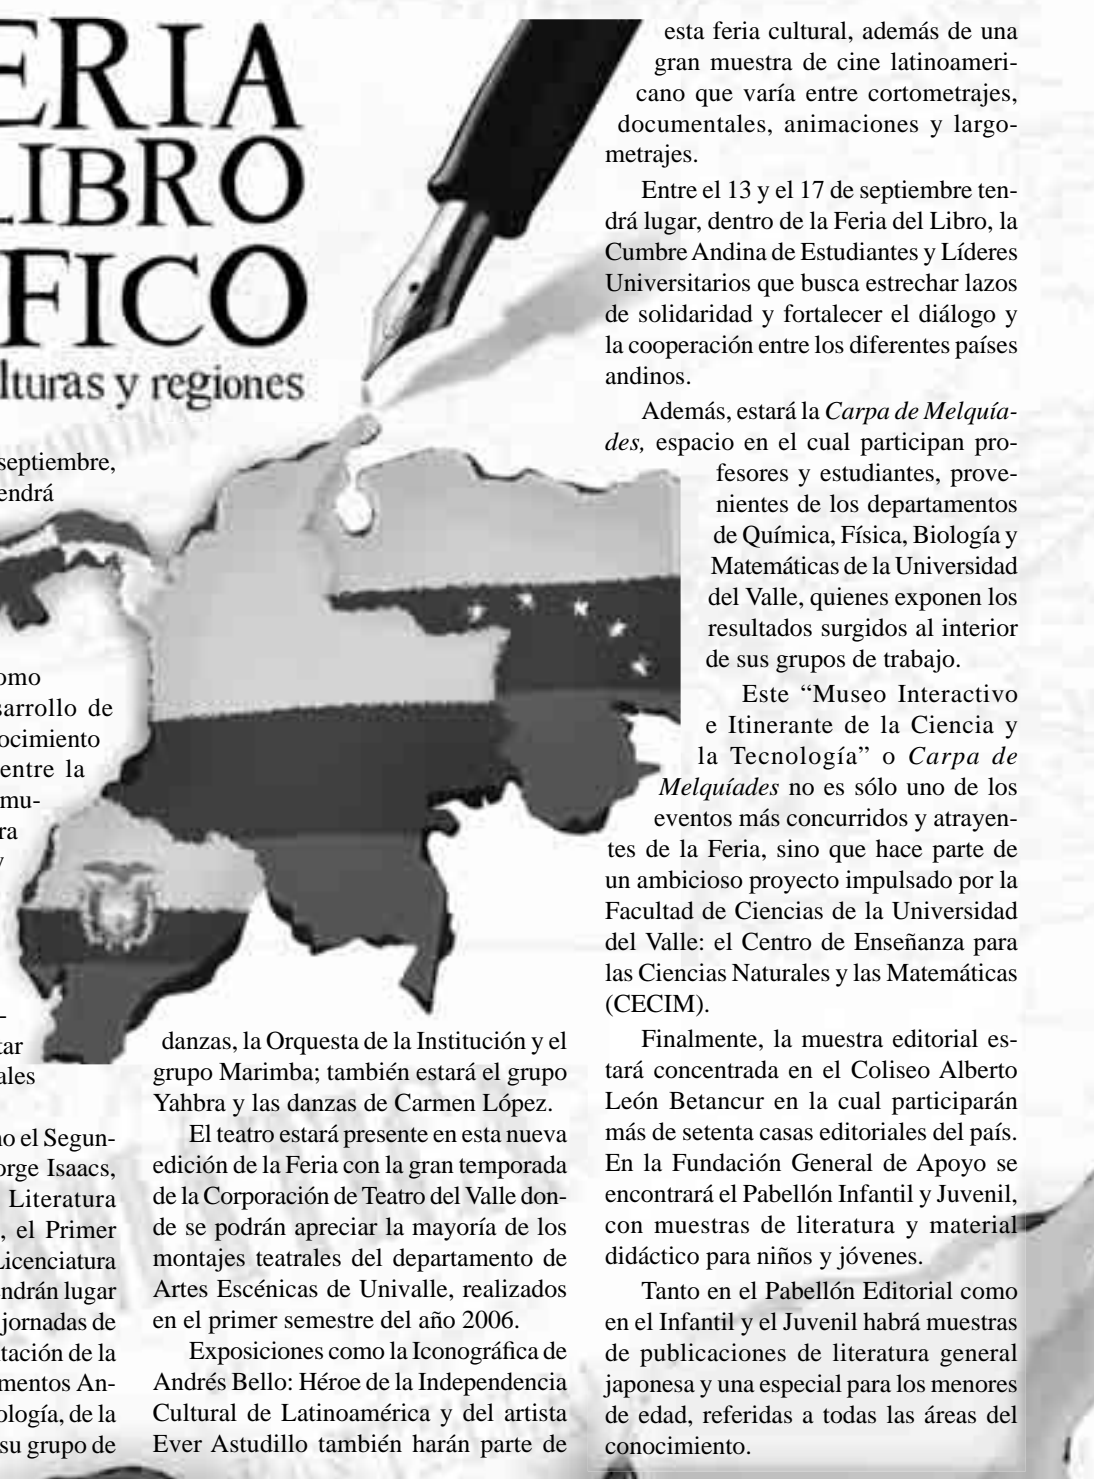 ERIA
LIBRO
FICO
lturas y regiones
septiembre,
endrá
omo
sarrollo de
ocimiento
entre la
mu-
ra
y
-
tar
ales
no el Segun-
orge Isaacs,
Literatura
, el Primer
Licenciatura
endrán lugar
jornadas de
tación de la
mentos An-
ología, de la
su grupo de
danzas, la Orquesta de la Institución y el
grupo Marimba; también estará el grupo
Yahbra y las danzas de Carmen López.
El teatro estará presente en esta nueva
edición de la Feria con la gran temporada
de la Corporación de Teatro del Valle don-
de se podrán apreciar la mayoría de los
montajes teatrales del departamento de
Artes Escénicas de Univalle, realizados
en el primer semestre del año 2006.
Exposiciones como la Iconográfica de
Andrés Bello: Héroe de la Independencia
Cultural de Latinoamérica y del artista
Ever Astudillo también harán parte de
esta feria cultural, además de una
gran muestra de cine latinoameri-
cano que varía entre cortometrajes,
documentales, animaciones y largo-
metrajes.
Entre el 13 y el 17 de septiembre ten-
drá lugar, dentro de la Feria del Libro, la
Cumbre Andina de Estudiantes y Líderes
Universitarios que busca estrechar lazos
de solidaridad y fortalecer el diálogo y
la cooperación entre los diferentes países
andinos.
Además, estará la Carpa de Melquía-
des, espacio en el cual participan pro-
fesores y estudiantes, prove-
nientes de los departamentos
de Química, Física, Biología y
Matemáticas de la Universidad
del Valle, quienes exponen los
resultados surgidos al interior
de sus grupos de trabajo.
Este “Museo Interactivo
e Itinerante de la Ciencia y
la Tecnología” o Carpa de
Melquíades no es sólo uno de los
eventos más concurridos y atrayen-
tes de la Feria, sino que hace parte de
un ambicioso proyecto impulsado por la
Facultad de Ciencias de la Universidad
del Valle: el Centro de Enseñanza para
las Ciencias Naturales y las Matemáticas
(CECIM).
Finalmente, la muestra editorial es-
tará concentrada en el Coliseo Alberto
León Betancur en la cual participarán
más de setenta casas editoriales del país.
En la Fundación General de Apoyo se
encontrará el Pabellón Infantil y Juvenil,
con muestras de literatura y material
didáctico para niños y jóvenes.
Tanto en el Pabellón Editorial como
en el Infantil y el Juvenil habrá muestras
de publicaciones de literatura general
japonesa y una especial para los menores
de edad, referidas a todas las áreas del
conocimiento.